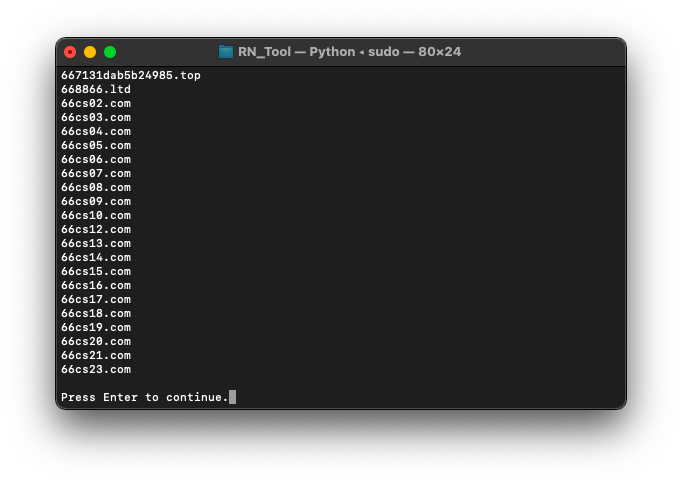 RN_Tool — Python ◂ sudo — 80×24
667131dab5b24985.top
668866.ltd
66cs02.com
66cs03.com
66cs04.com
66cs05.com
66cs06.com
66cs07.com
66cs08.com
66cs09.com
66cs10.com
66cs12.com
66cs13.com
66cs14.com
66cs15.com
66cs16.com
66cs17.com
66cs18.com
66cs19.com
66cs20.com
66cs21.com
66cs23.com
Press Enter to continue.